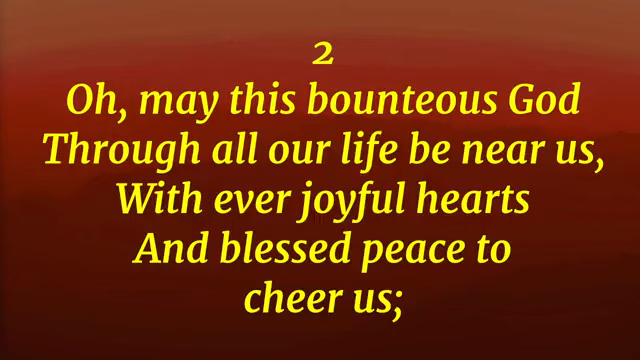 2
Oh, may this bounteous God
Through all our life be near us,
With ever joyful hearts
And blessed peace to
cheer us;